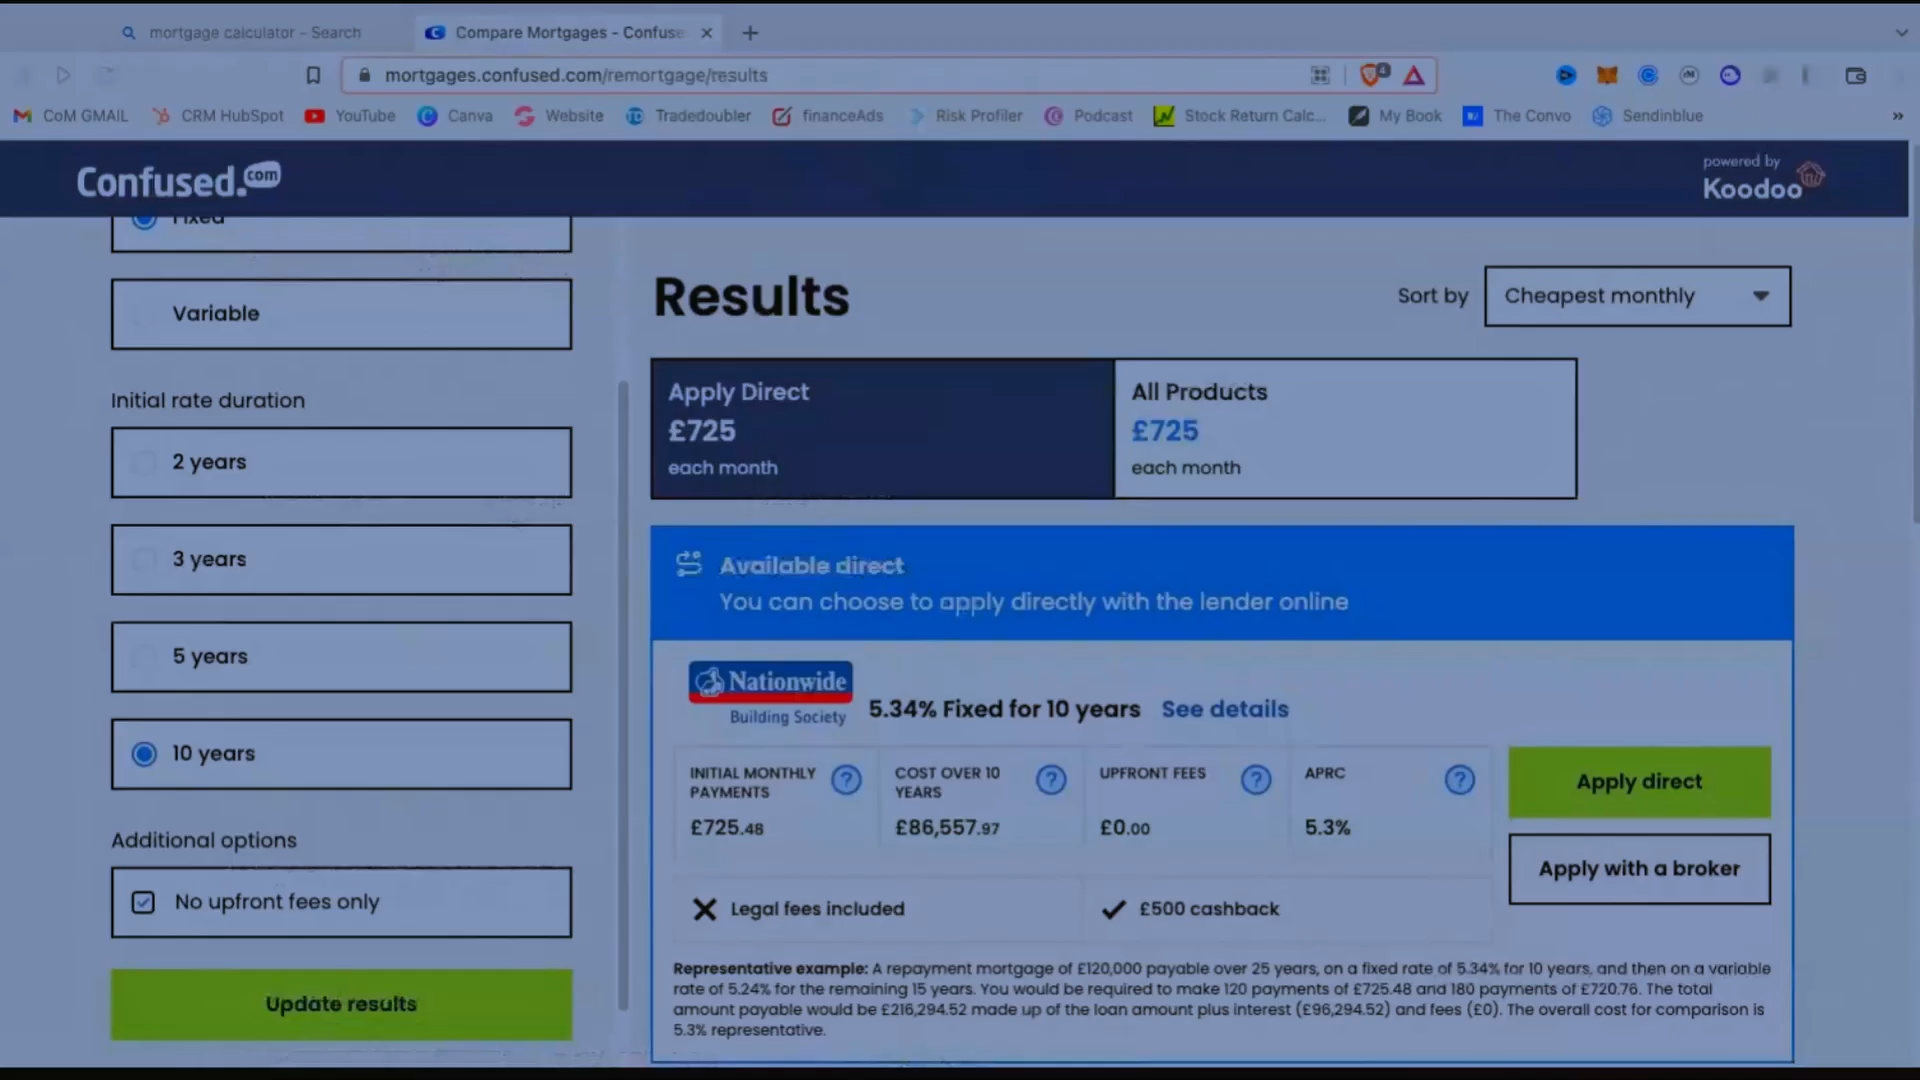 mortgage calculator - Search
Compare Mortgages - Confuse
mortgages.confused.com/remortgage/results
4
CoM GMAIL
CRM HubSpot
YouTube
Canva
Website
Tradedoubler
financeAds
Risk Profiler
Podcast
Stock Return Calc...
My Book
The Convo
Sendinblue
»
Confused.com
powered by
Koodoo
Fixed
Variable
Initial rate duration
2 years
3 years
5 years
10 years
Additional options
No upfront fees only
Update results
Results
Sort by
Cheapest monthly
Apply Direct
£725
each month
All Products
£725
each month
Available direct
You can choose to apply directly with the lender online
Nationwide
Building Society
5.34% Fixed for 10 years See details
INITIAL MONTHLY
PAYMENTS
?
£725.48
COST OVER 10
YEARS
?
£86,557.97
UPFRONT FEES
?
£0.00
APRC
?
5.3%
Apply direct
Apply with a broker
Legal fees included
£500 cashback
Representative example: A repayment mortgage of £120,000 payable over 25 years, on a fixed rate of 5.34% for 10 years, and then on a variable
rate of 5.24% for the remaining 15 years. You would be required to make 120 payments of £725.48 and 180 payments of £720.76. The total
amount payable would be £216,294.52 made up of the loan amount plus interest (£96,294.52) and fees (£0). The overall cost for comparison is
5.3% representative.